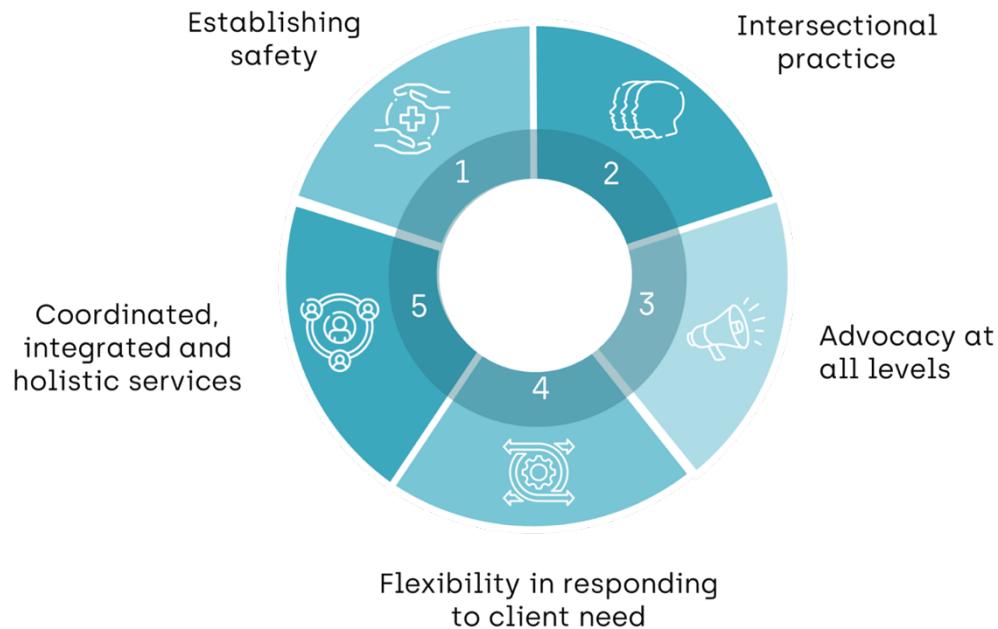 Establishing
safety
1
Intersectional
practice
2
Advocacy at
all levels
3
Flexibility in responding
to client need
4
Coordinated,
integrated and
holistic services
5